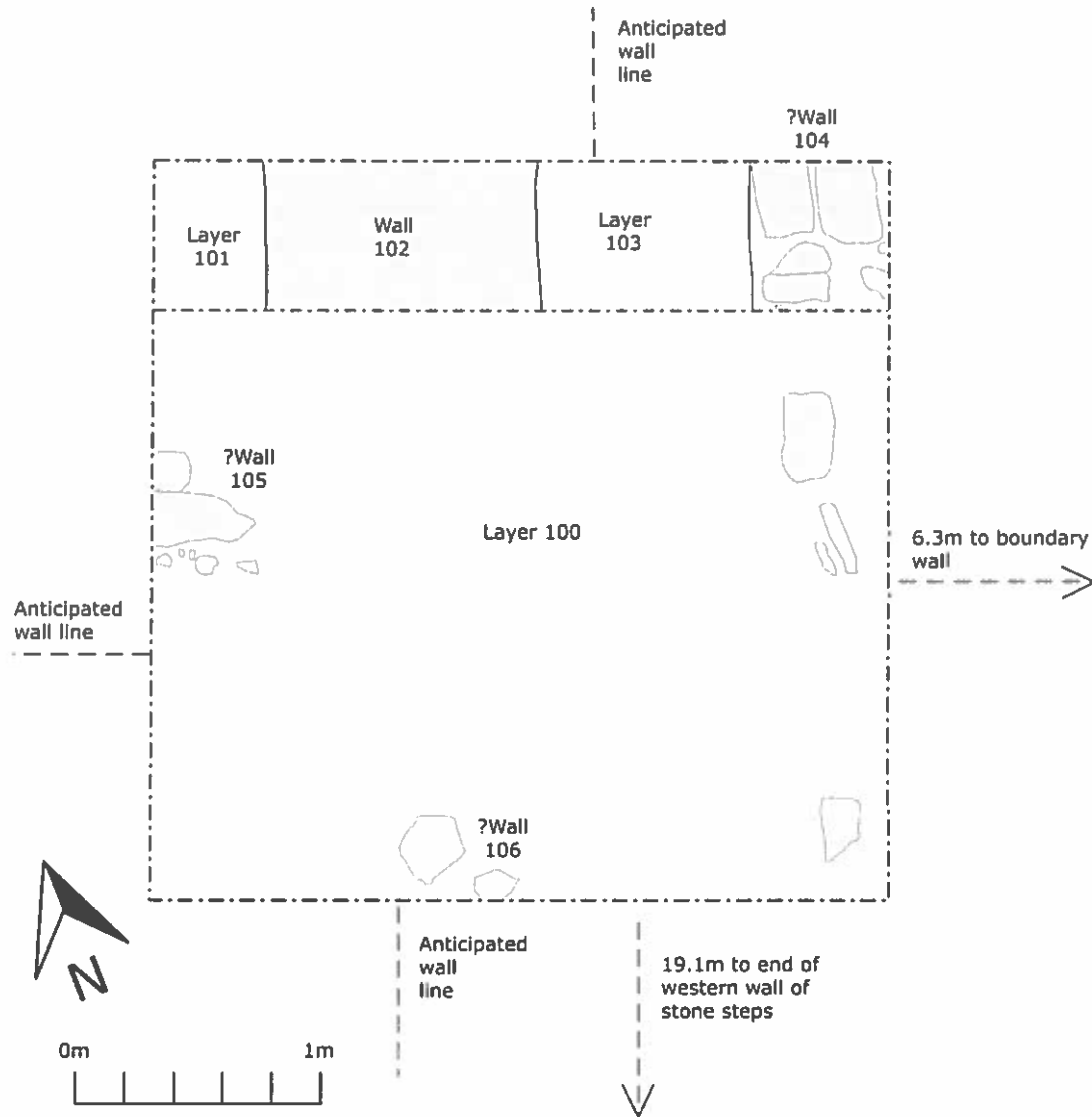 Anticipated
wall
line
?Wall
104
Layer
101
Wall
102
Layer
103
?Wall
105
Layer 100
6.3m to boundary
wall
Anticipated
wall line
?Wall
106
N
Anticipated
wall
line
19.1m to end of
western wall of
stone steps
0m
1m